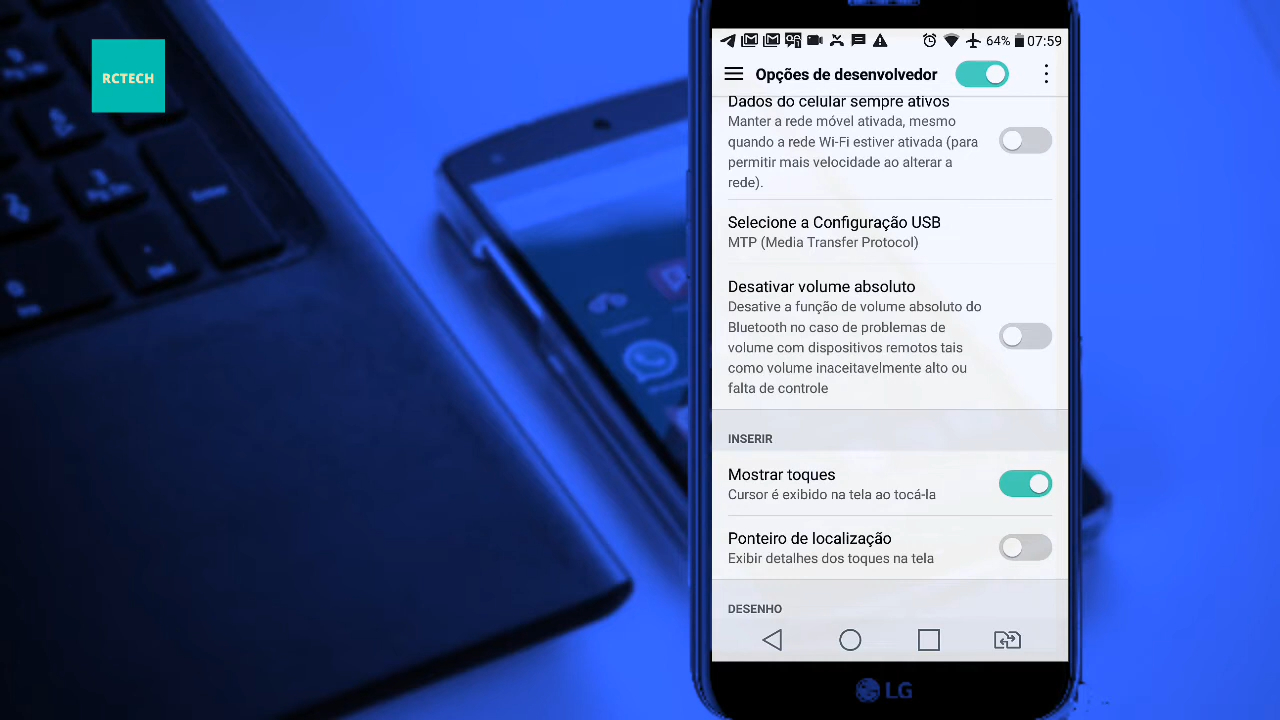 RCTECH
64% 07:59
Opções de desenvolvedor
Dados do celular sempre ativos
Manter a rede móvel ativada, mesmo
quando a rede Wi-Fi estiver ativada (para
permitir mais velocidade ao alterar a
rede).
Selecione a Configuração USB
MTP (Media Transfer Protocol)
Desativar volume absoluto
Desative a função de volume absoluto do
Bluetooth no caso de problemas de
volume com dispositivos remotos tais
como volume inaceitavelmente alto ou
falta de controle
INSERIR
Mostrar toques
Cursor é exibido na tela ao tocá-la
Ponteiro de localização
Exibir detalhes dos toques na tela
DESENHO
LG